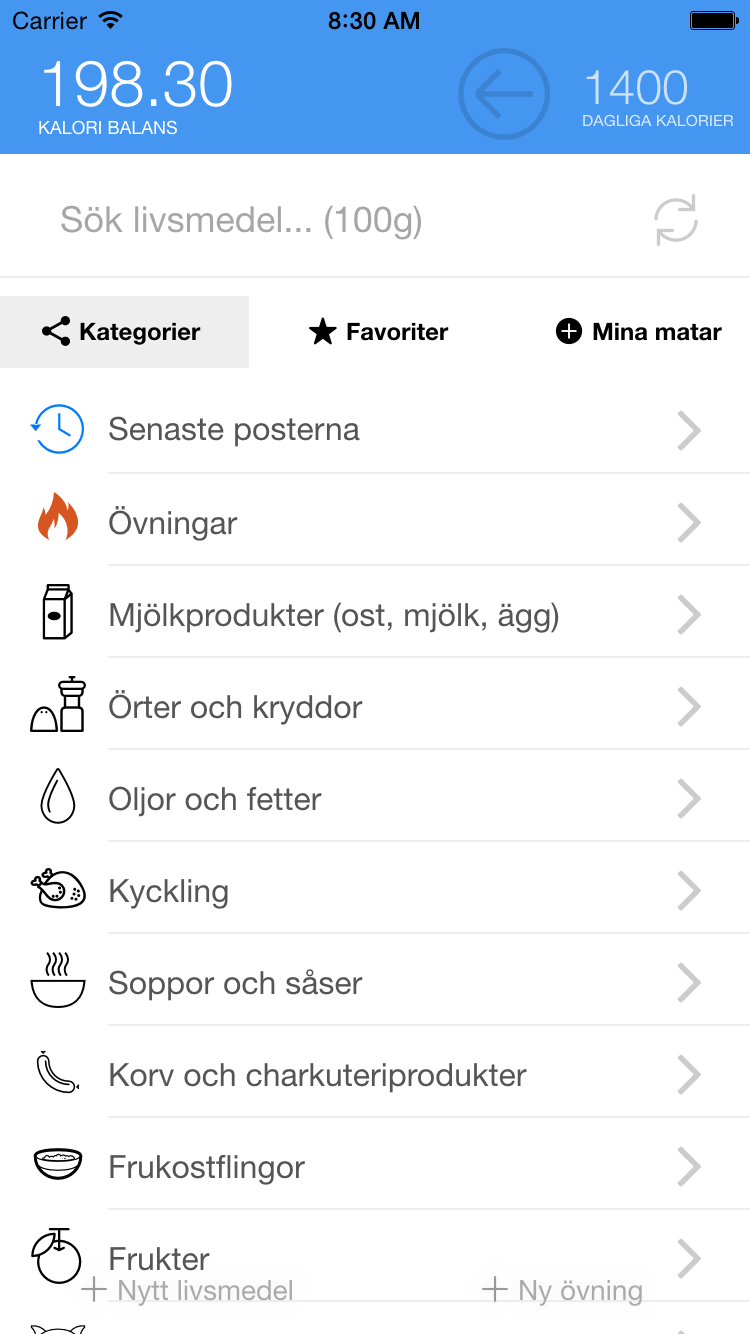 Carrier 8:30 AM
198.30 1400
KALORI BALANS DAGLIGA KALORIER
Sök livsmedel... (100g)
Kategorier Favoriter Mina matar
Senaste posterna
Övningar
Mjölkprodukter (ost, mjölk, ägg)
Örter och kryddor
Oljor och fetter
Kyckling
Soppor och såser
Korv och charkuteriprodukter
Frukostflingor
Frukter
Nytt livsmedel Ny övning